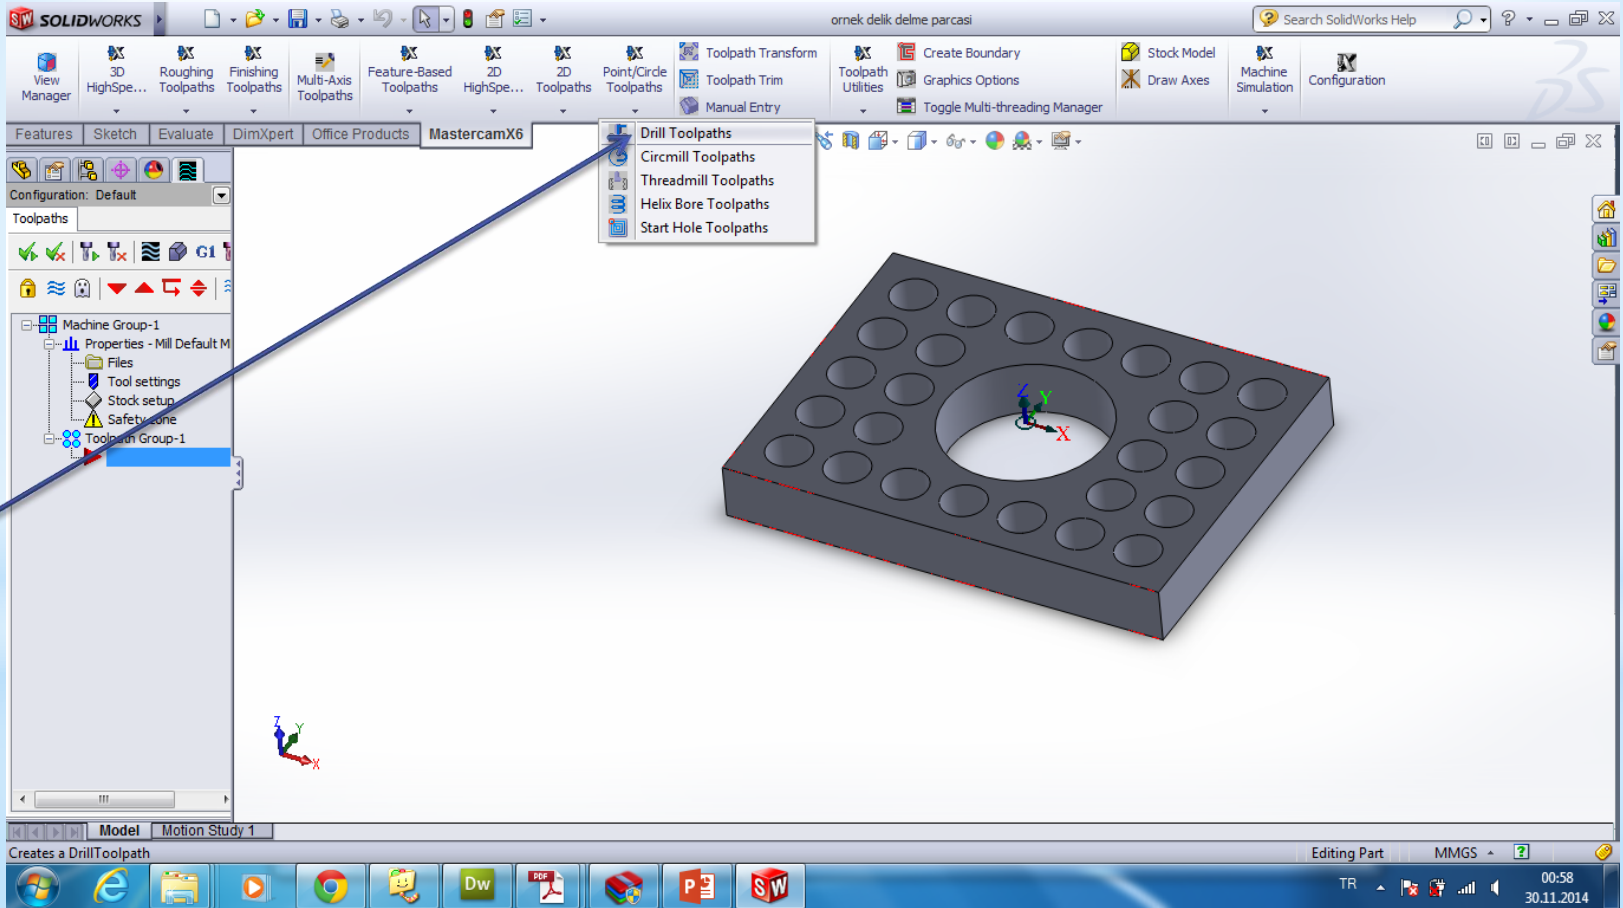 SOLIDWORKS
ornek delik delme parcasi
Search SolidWorks Help
View Manager
3D HighSpe...
Roughing Toolpaths
Finishing Toolpaths
Multi-Axis Toolpaths
Feature-Based Toolpaths
2D HighSpe...
2D Toolpaths
Point/Circle Toolpaths
Toolpath Transform
Toolpath Trim
Manual Entry
Toolpath Utilities
Create Boundary
Graphics Options
Toggle Multi-threading Manager
Stock Model
Draw Axes
Machine Simulation
Configuration
Features
Sketch
Evaluate
DimXpert
Office Products
MastercamX6
Drill Toolpaths
Circmill Toolpaths
Threadmill Toolpaths
Helix Bore Toolpaths
Start Hole Toolpaths
Configuration: Default
Toolpaths
G1
Machine Group-1
Properties - Mill Default M
Files
Tool settings
Stock setup
Safety zone
Toolpath Group-1
Z
Y
X
Z
Y
X
Model
Motion Study 1
Creates a DrillToolpath
Editing Part
MMGS
Dw
PDF
P
SW
TR
00:58
30.11.2014